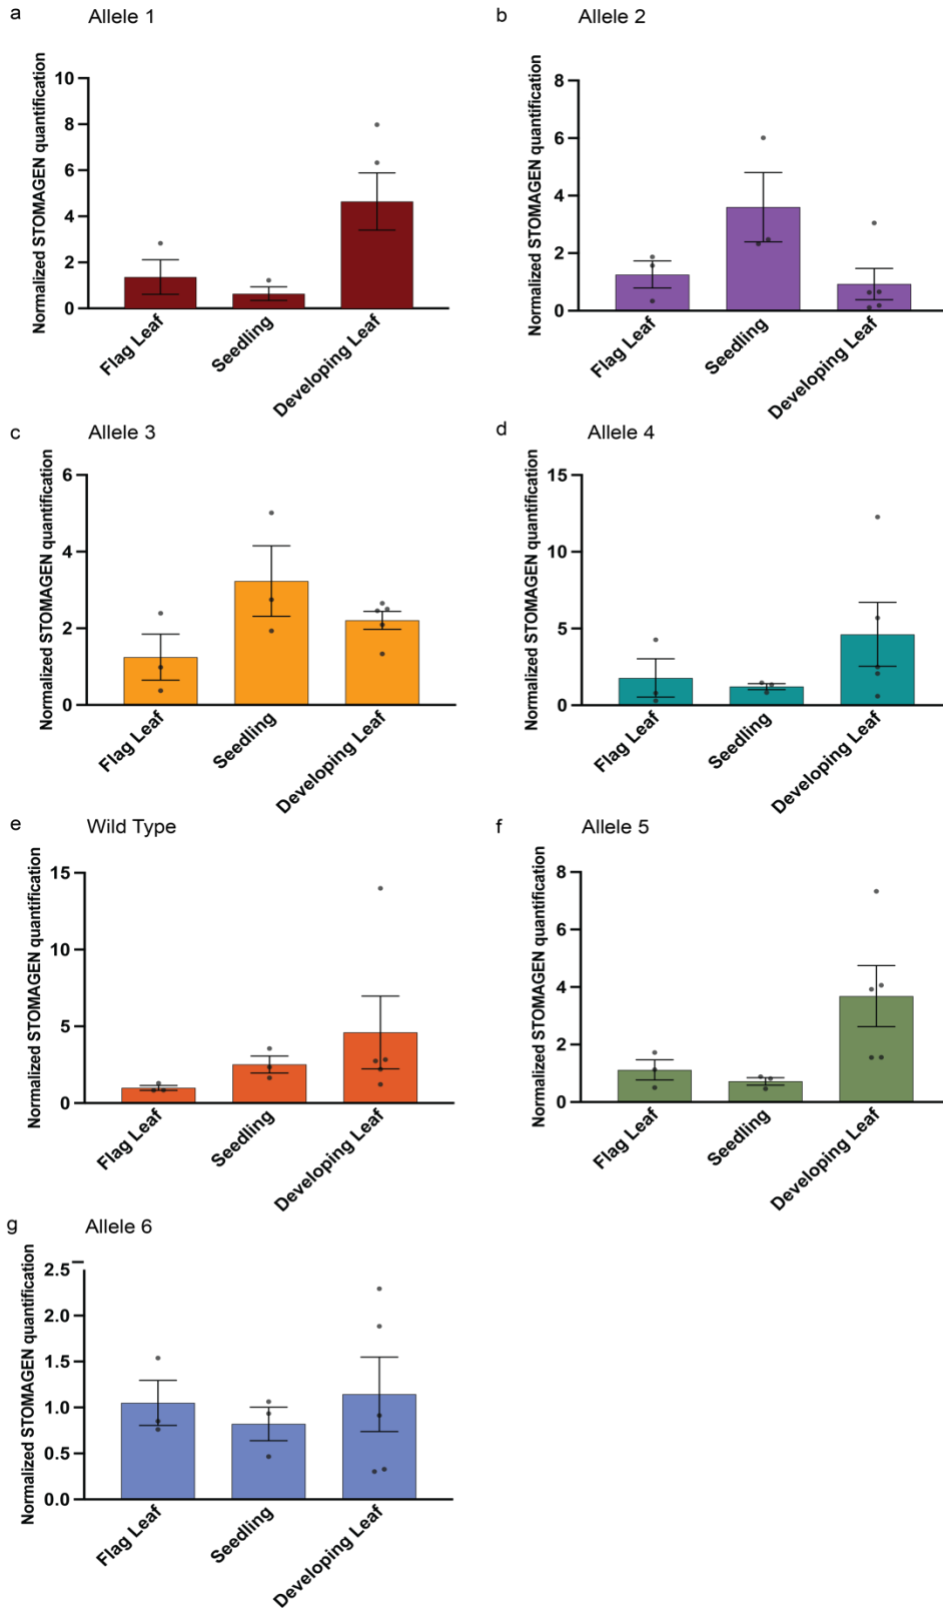 a Allele 1
Normalized STOMAGEN quantification
10
8
6
4
2
0
Flag Leaf
Seedling
Developing Leaf
b Allele 2
Normalized STOMAGEN quantification
8
6
4
2
0
Flag Leaf
Seedling
Developing Leaf
c Allele 3
Normalized STOMAGEN quantification
6
4
2
0
Flag Leaf
Seedling
Developing Leaf
d Allele 4
Normalized STOMAGEN quantification
15
10
5
0
Flag Leaf
Seedling
Developing Leaf
e Wild Type
Normalized STOMAGEN quantification
15
10
5
0
Flag Leaf
Seedling
Developing Leaf
f Allele 5
Normalized STOMAGEN quantification
8
6
4
2
0
Flag Leaf
Seedling
Developing Leaf
g Allele 6
Normalized STOMAGEN quantification
2.5
2.0
1.5
1.0
0.5
0.0
Flag Leaf
Seedling
Developing Leaf